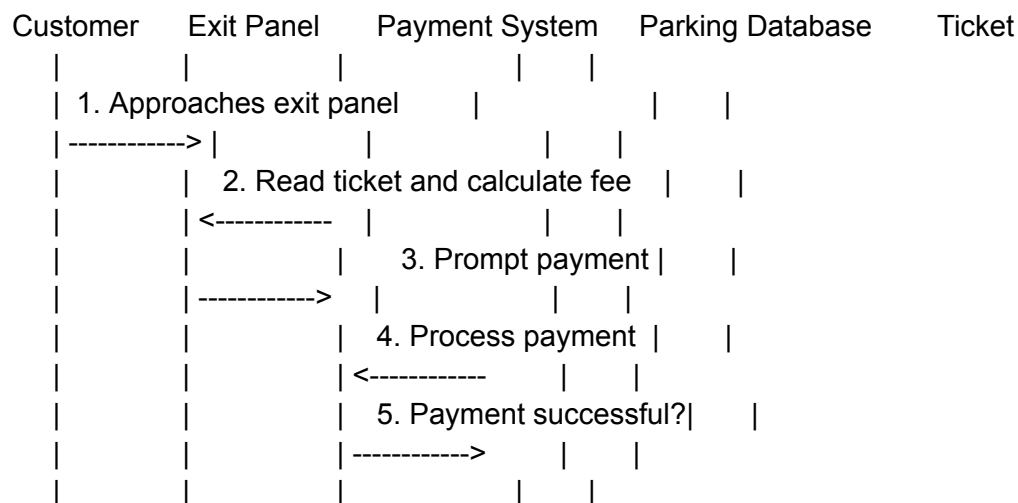 Customer Exit Panel Payment System Parking Database Ticket
| | | | |
| 1. Approaches exit panel | | |
|------------> | | | |
| | 2. Read ticket and calculate fee | |
| |<------------ | | |
| | | 3. Prompt payment | |
| |------------> | | |
| | | 4. Process payment | |
| | |<------------ | |
| | | 5. Payment successful?| |
| | |------------> | |
| | | | |